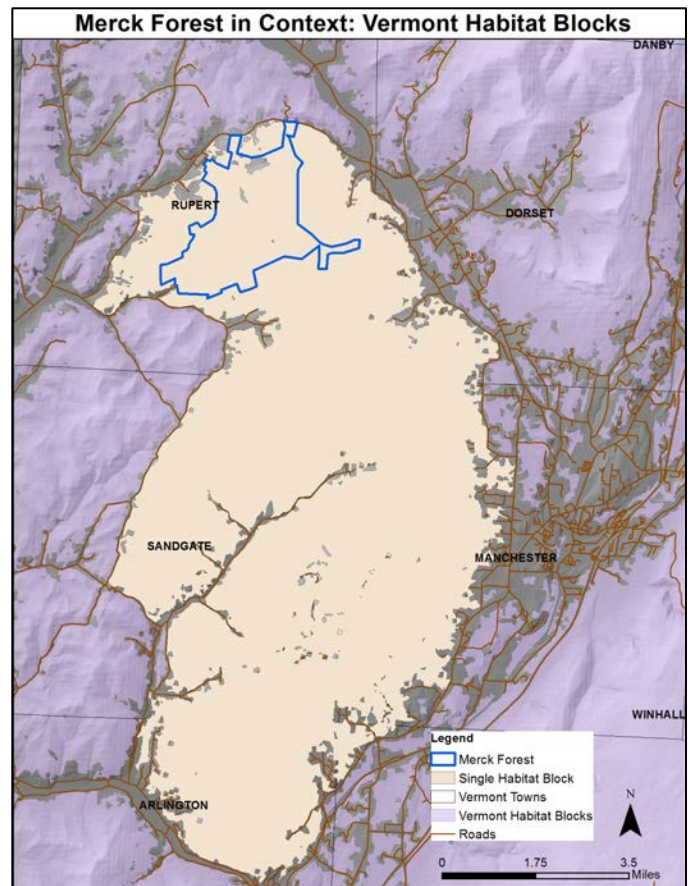 Merck Forest in Context: Vermont Habitat Blocks
DANBY
RUPERT
DORSET
SANDGATE
MANCHESTER
WINHALL
ARLINGTON
Legend
Merck Forest
Single Habitat Block
Vermont Towns
Vermont Habitat Blocks
Roads
N
0 1.75 3.5
Miles